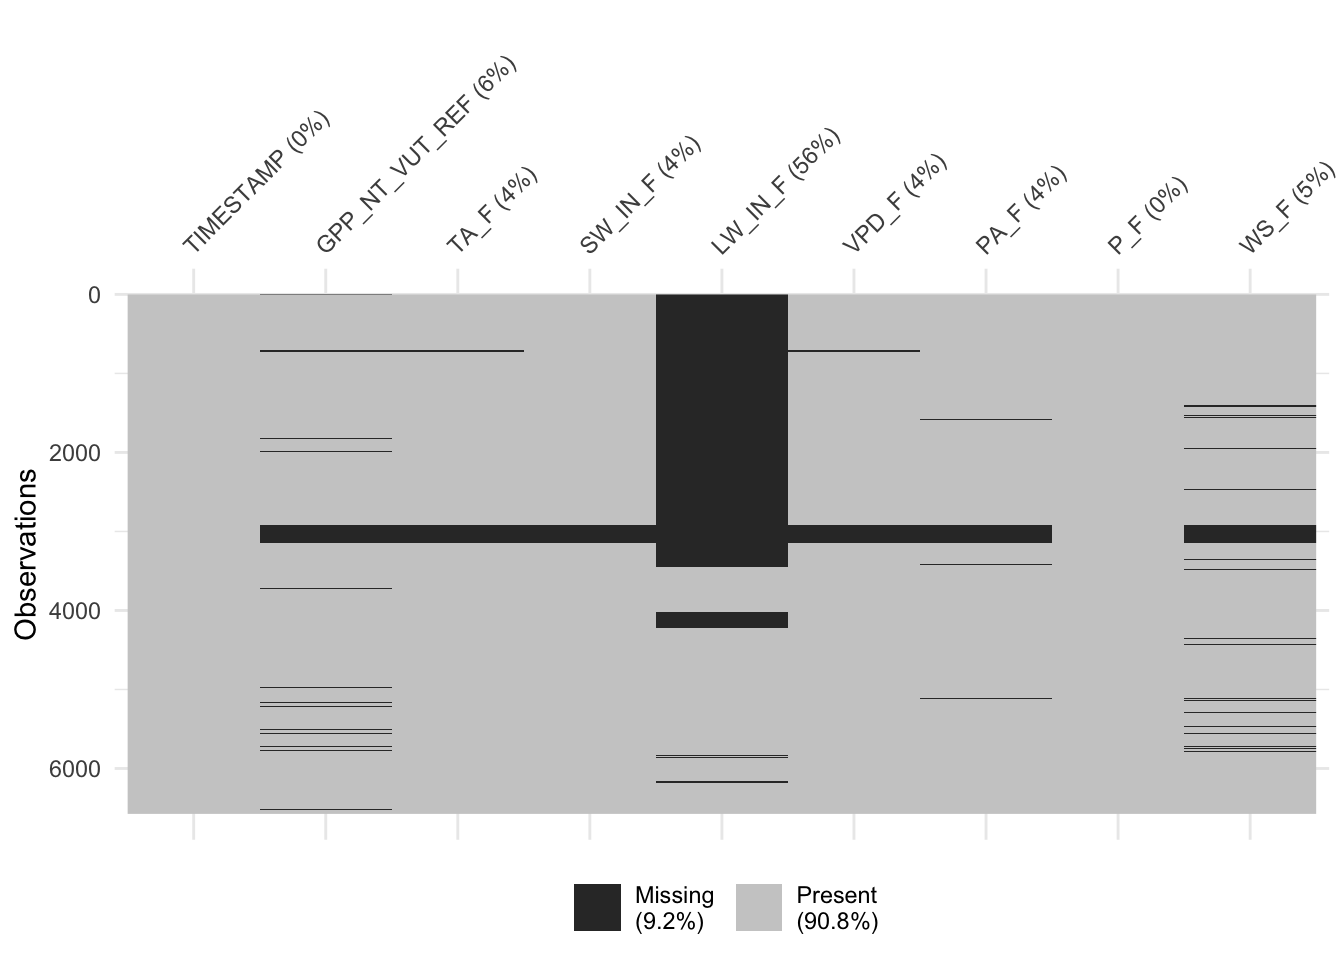 TIMESTAMP (0%)
GPP_NT_VUT_REF (6%)
TA_F (4%)
SW_IN_F (4%)
LW_IN_F (56%)
VPD_F (4%)
PA_F (4%)
P_F (0%)
WS_F (5%)
0
2000
4000
6000
Observations
Missing
(9.2%)
Present
(90.8%)